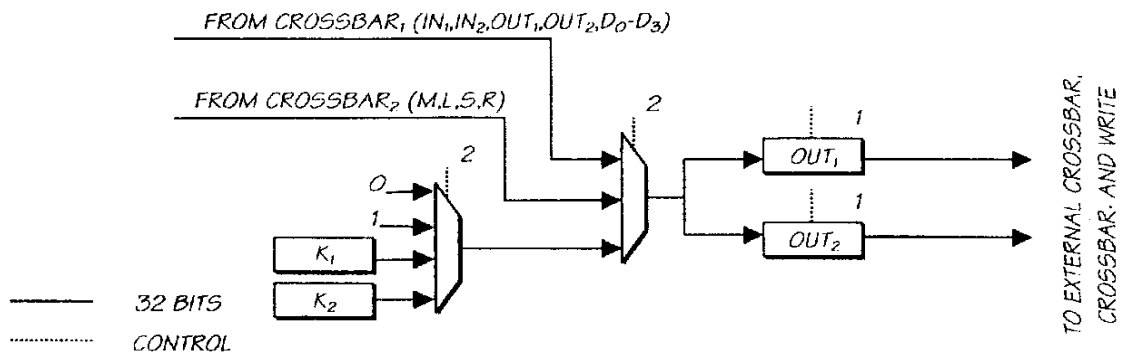 FROM CROSSBAR₁ (IN₁,IN₂,OUT₁,OUT₂,D₀-D₃)
FROM CROSSBAR₂ (M,L,S,R)
2
2
0
1
K₁
K₂
1
OUT₁
1
OUT₂
TO EXTERNAL CROSSBAR,
CROSSBAR, AND WRITE
32 BITS
CONTROL